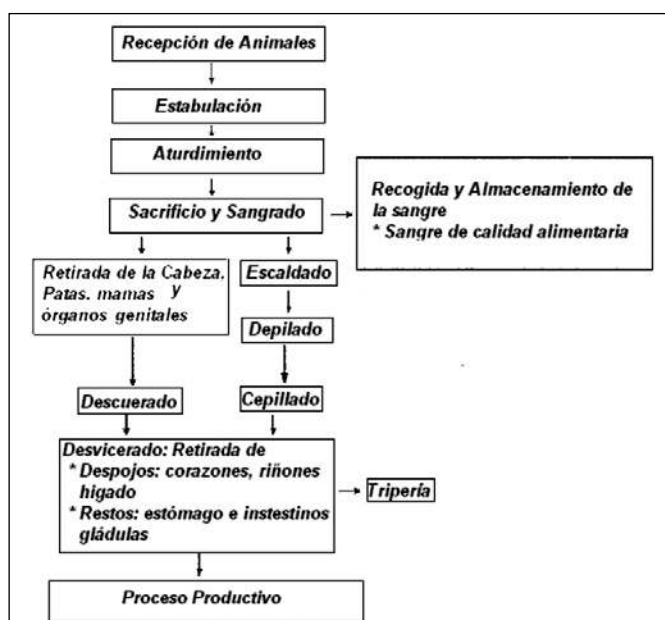 Recepción de Animales
Estabulación
Aturdimiento
Sacrificio y Sangrado
Recogida y Almacenamiento de
la sangre
* Sangre de calidad alimentaria
Retirada de la Cabeza.
Patas. mamas y
órganos genitales
Escaldado
Depilado
Descuerado
Cepillado
Desvicerado: Retirada de
* Despojos: corazones, riñones
higado
* Restos: estómago e instestinos
gládulas
Tripería
Proceso Productivo